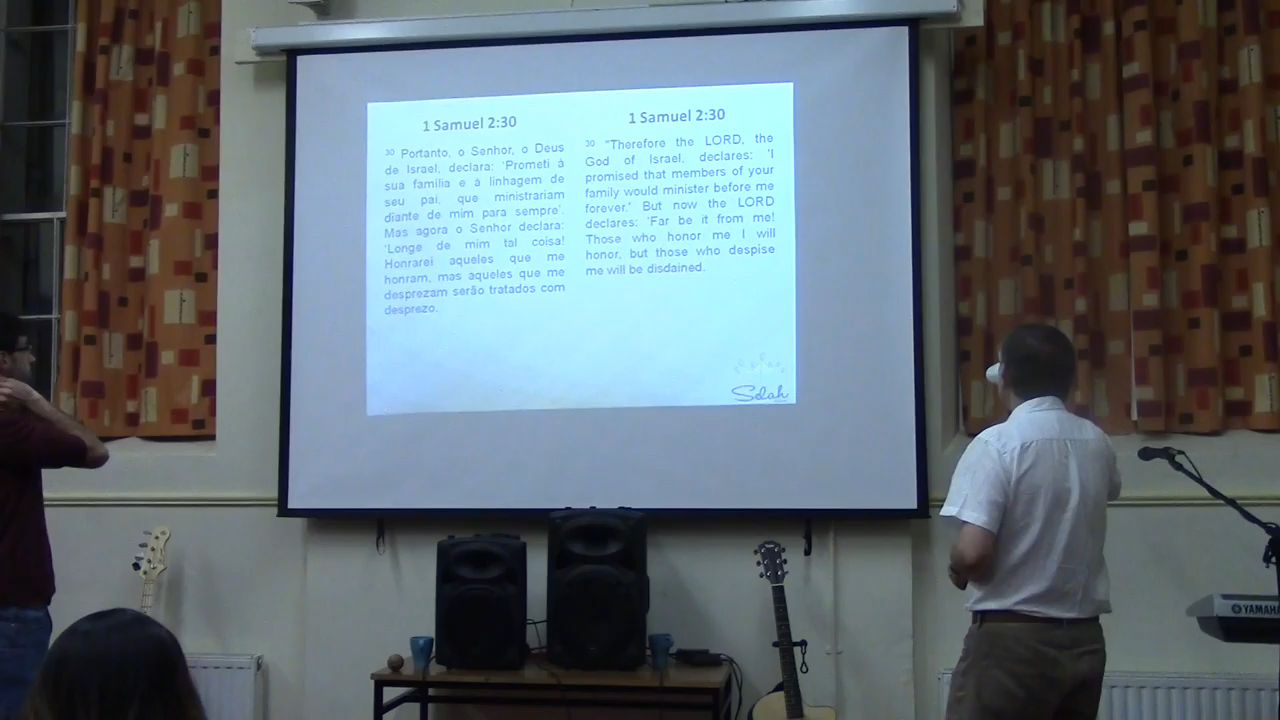 1 Samuel 2:30
30 Portanto, o Senhor, o Deus
de Israel, declara: 'Prometi à
sua família e à linhagem de
seu pai, que ministrariam
diante de mim para sempre'.
Mas agora o Senhor declara:
'Longe de mim tal coisa!
Honrarei aqueles que me
honram, mas aqueles que me
desprezam serão tratados com
desprezo.
1 Samuel 2:30
30 "Therefore the LORD, the
God of Israel, declares: 'I
promised that members of your
family would minister before me
forever.' But now the LORD
declares: 'Far be it from me!
Those who honor me I will
honor, but those who despise
me will be disdained.
Selah
YAMAHA